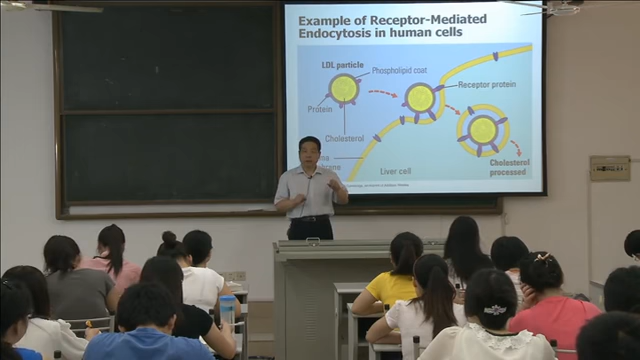 Example of Receptor-Mediated
Endocytosis in human cells
LDL particle
Phospholipid coat
Receptor protein
Protein
Cholesterol
Liver cell
Cholesterol
processed